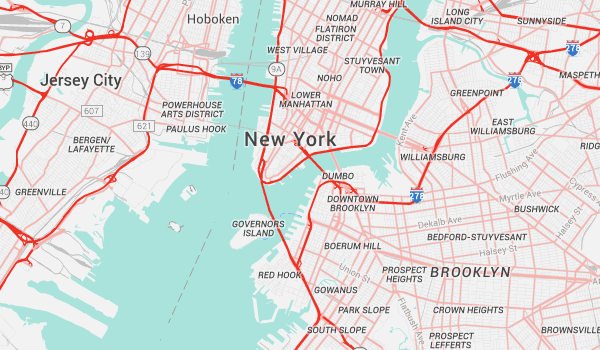 MURRAY HILL
LONG
ISLAND CITY
SUNNYSIDE
Hoboken
NOMAD
FLATIRON
DISTRICT
7
WEST VILLAGE
139
278
STUYVESANT
TOWN
9A
NOHO
MASPETH
BYP
9
Jersey City
78
278
LOWER
MANHATTAN
GREENPOINT
POWERHOUSE
ARTS DISTRICT
607
440
621
PAULUS HOOK
EAST
WILLIAMSBURG
Kent Ave
New York
BERGEN/
LAFAYETTE
RIDG
WILLIAMSBURG
Flushing Ave
DUMBO
Cypress A
GREENVILLE
440
278
Myrtle Ave
DOWNTOWN
BROOKLYN
BUSHWICK
Halsey St
GOVERNORS
ISLAND
DeKalb Ave
BEDFORD-STUYVESANT
BOERUM HILL
Halsey St
RED HOOK
Union St
PROSPECT
HEIGHTS
BROOKLYN
GOWANUS
PARK SLOPE
Flatbush Ave
CROWN HEIGHTS
SOUTH SLOPE
BROWNSVILLE
PROSPECT
LEFFERTS